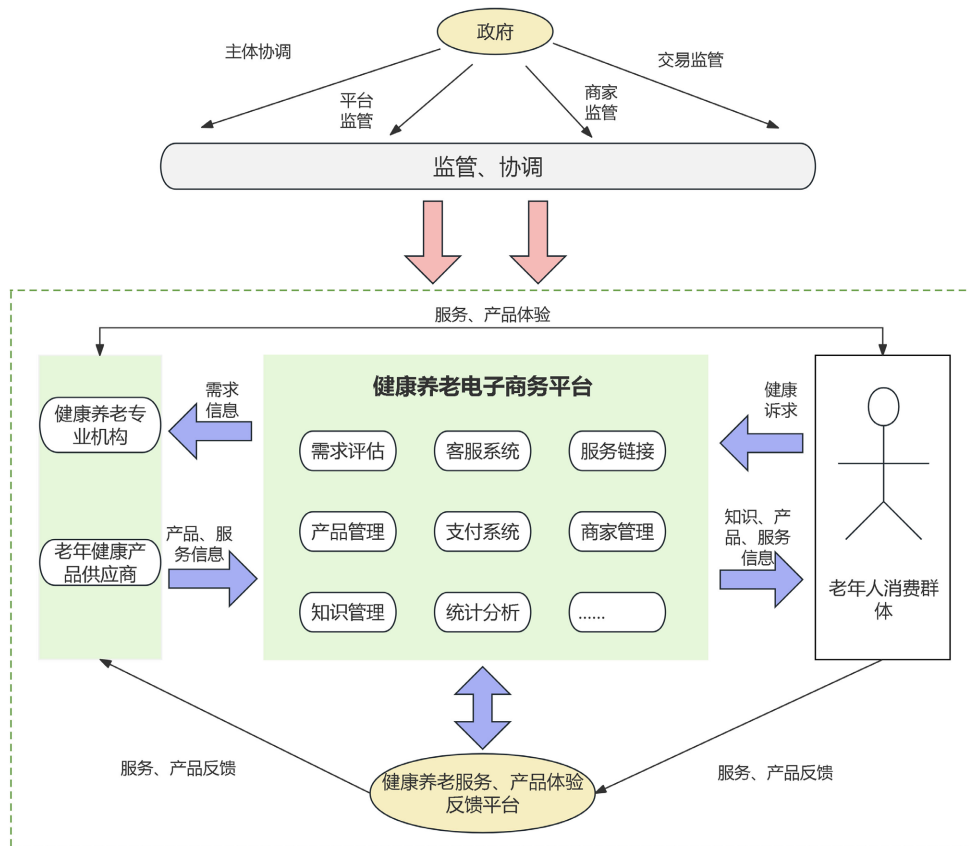 政府
主体协调
交易监管
平台
监管
商家
监管
监管、协调
服务、产品体验
健康养老电子商务平台
需求
信息
健康
诉求
健康养老专
业机构
需求评估
客服系统
服务链接
产品、服
务信息
老年健康产
品供应商
产品管理
支付系统
商家管理
知识、产
品、服务
信息
知识管理
统计分析
......
老年人消费群
体
服务、产品反馈
健康养老服务、产品体验
反馈平台
服务、产品反馈